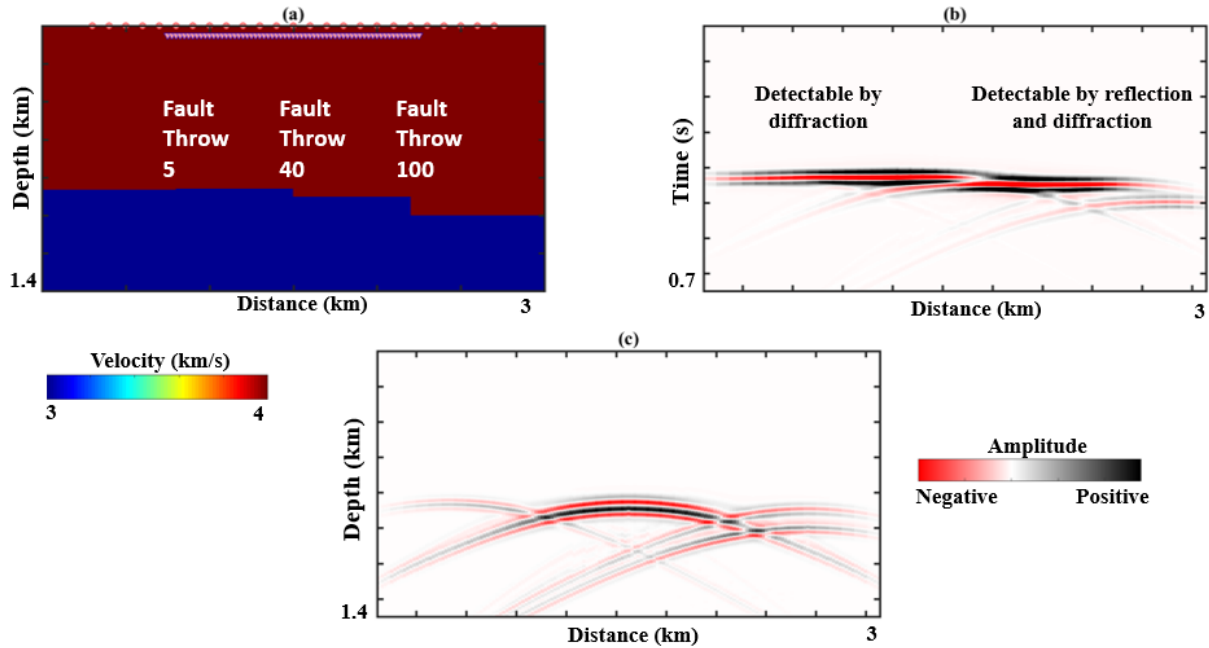 (a)
Fault Fault Fault
Throw Throw Throw
5 40 100
Depth (km)
1.4
Distance (km) 3
(b)
Detectable by
diffraction
Detectable by reflection
and diffraction
Time (s)
0.7
Distance (km) 3
Velocity (km/s)
3 4
(c)
Depth (km)
1.4
Distance (km) 3
Amplitude
Negative Positive